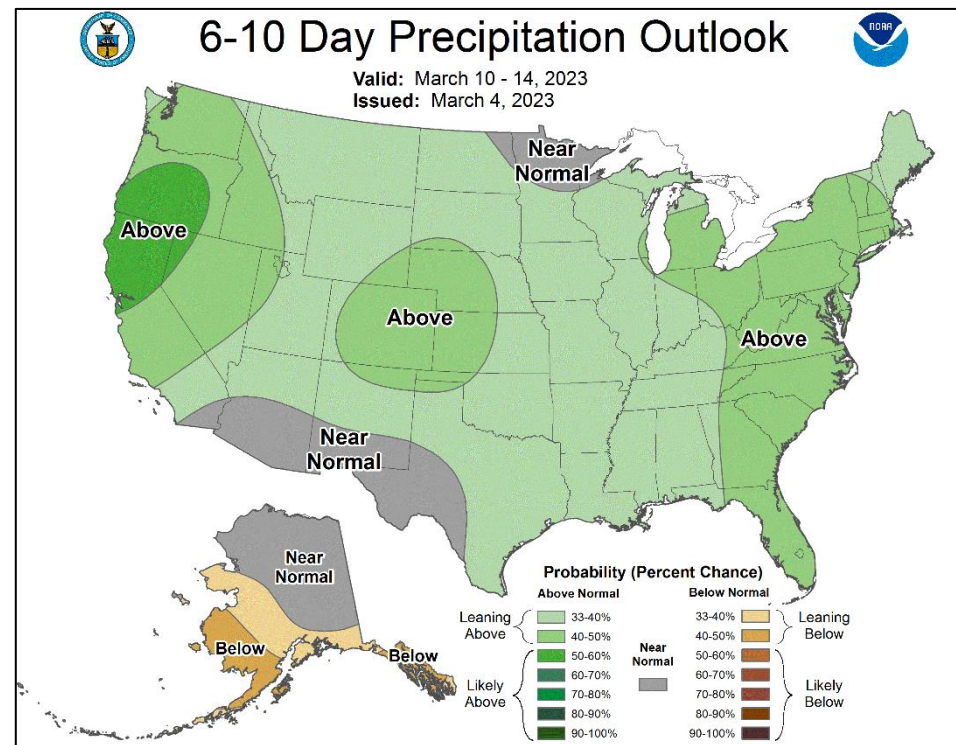 6-10 Day Precipitation Outlook
NOAA
Valid: March 10 - 14, 2023
Issued: March 4, 2023
Near
Normal
Above
Above
Above
Near
Normal
Near
Normal
Below
Below
Probability (Percent Chance)
Above Normal
Below Normal
Leaning
Above
33-40%
40-50%
Likely
Above
50-60%
60-70%
70-80%
80-90%
90-100%
Near
Normal
33-40%
40-50%
Leaning
Below
50-60%
60-70%
70-80%
80-90%
90-100%
Likely
Below